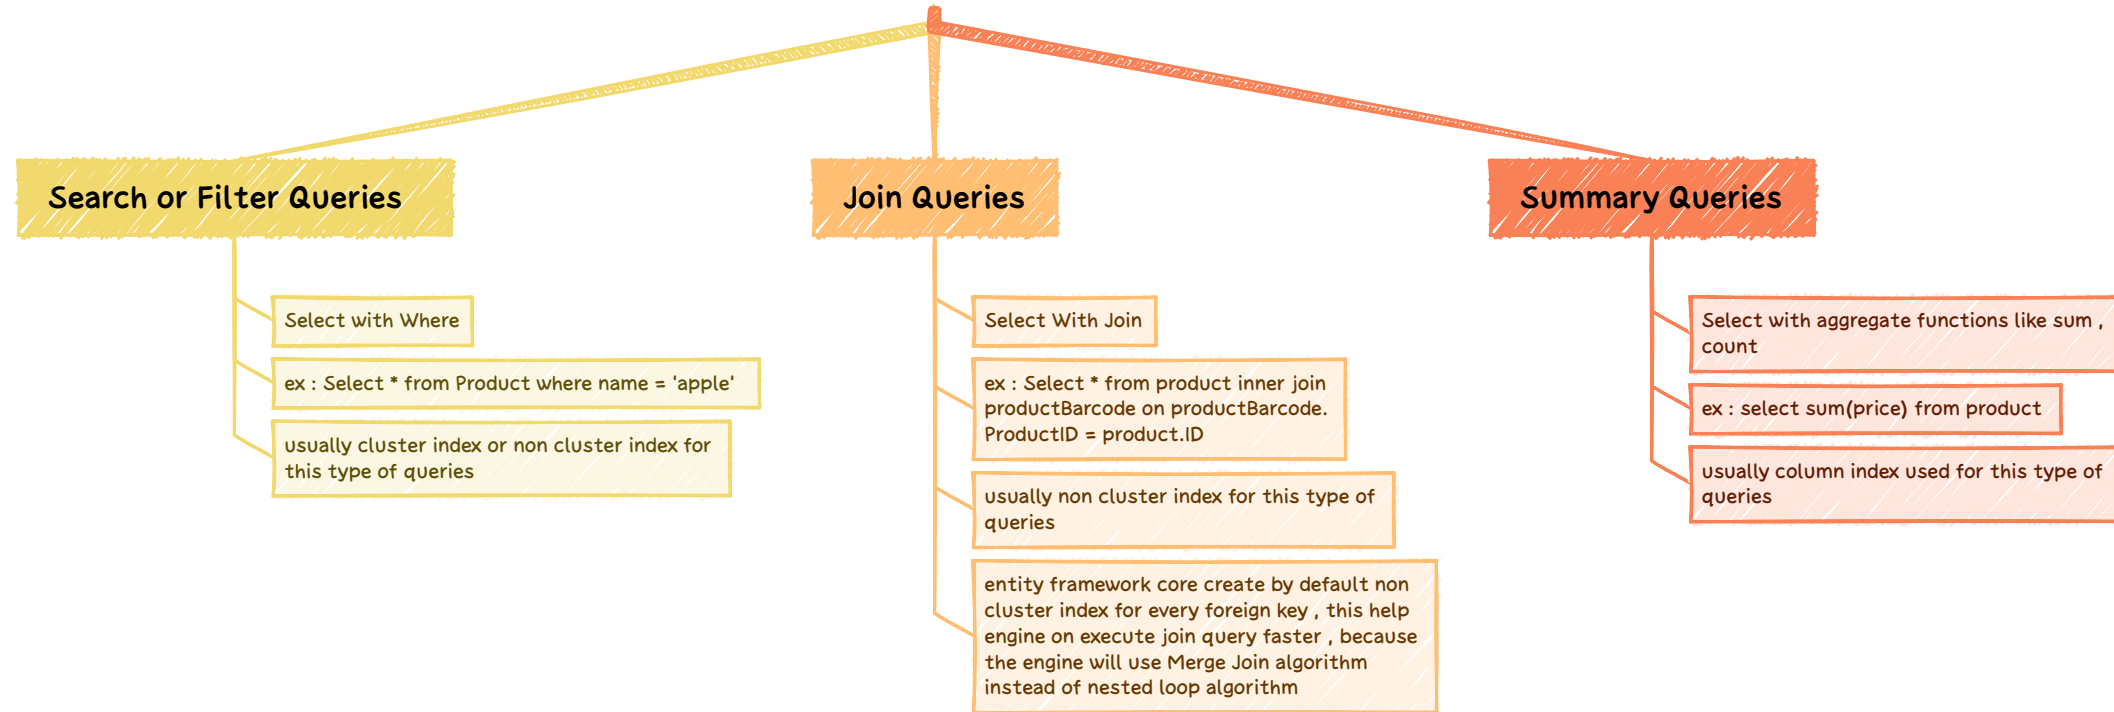 Search or Filter Queries
Select with Where
ex : Select * from Product where name = 'apple'
usually cluster index or non cluster index for
this type of queries
Join Queries
Select With Join
ex : Select * from product inner join
productBarcode on productBarcode.
ProductID = product.ID
usually non cluster index for this type of
queries
entity framework core create by default non
cluster index for every foreign key , this help
engine on execute join query faster , because
the engine will use Merge Join algorithm
instead of nested loop algorithm
Summary Queries
Select with aggregate functions like sum ,
count
ex : select sum(price) from product
usually column index used for this type of
queries